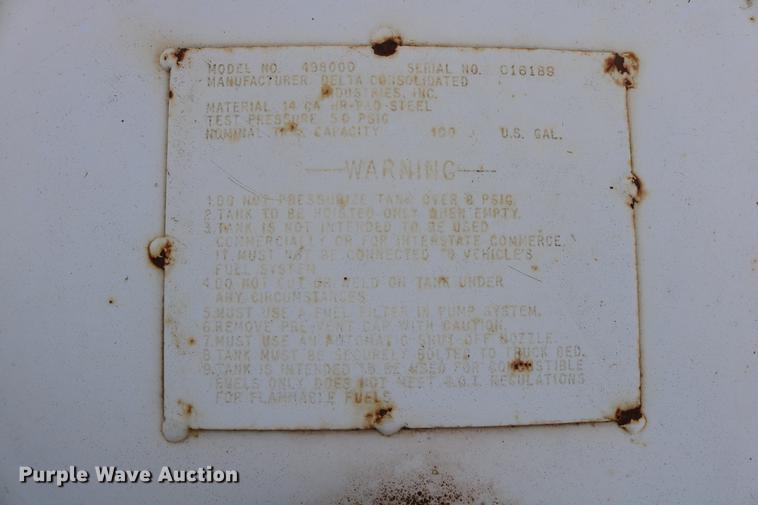 MODEL NO. 498000 SERIAL NO. 016189
MANUFACTURER DELTA CONSOLIDATED
INDUSTRIES, INC.
MATERIAL 14 GA HR-P&O STEEL
TEST PRESSURE 5.0 PSIG
NOMINAL CAPACITY 100 U.S. GAL.
WARNING
1.DO NOT PRESSURIZE TANK OVER PSIG.
2.TANK TO BE HOISTED ONLY WHEN EMPTY.
3.TANK IS NOT INTENDED TO BE USED
COMMERCIALLY OR FOR INTERSTATE COMMERCE.
IT MUST NOT BE CONNECTED TO VEHICLE'S
FUEL SYSTEM
4.DO NOT CUT OR WELD ON TANK UNDER
ANY CIRCUMSTANCES
5.MUST USE A FUEL FILTER IN PUMP SYSTEM.
6.REMOVE PRE-VENT CAP WITH CAUTION.
7.MUST USE AN AUTOMATIC SHUT-OFF NOZZLE.
8.TANK MUST BE SECURELY BOLTED TO TRUCK BED.
9.TANK IS INTENDED TO BE USED FOR COMBUSTIBLE
FUELS ONLY DOES NOT MEET D.O.T. REGULATIONS
FOR FLAMMABLE FUELS.
Purple Wave Auction